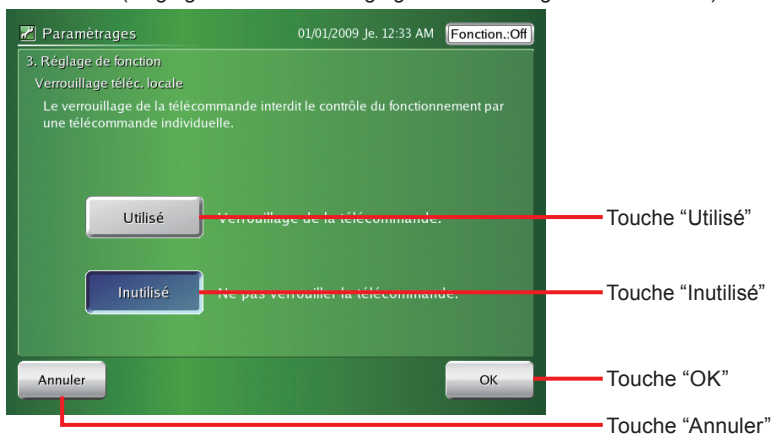 Paramètrages 01/01/2009 Je. 12:33 AM Fonction.:Off
3. Réglage de fonction
Verrouillage téléc. locale
Le verrouillage de la télécommande interdit le contrôle du fonctionnement par
une télécommande individuelle.
Utilisé Verrouillage de la télécommande. Touche “Utilisé”
Inutilisé Ne pas verrouiller la télécommande. Touche “Inutilisé”
Annuler OK Touche “OK”
Touche “Annuler”